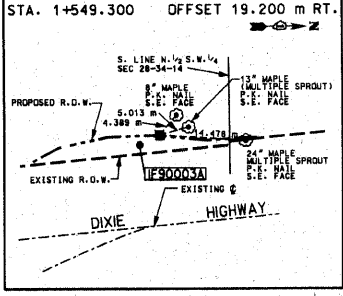 STA. 1+549.300 OFFSET 19.200 m RT.
Z
S. LINE N. 1/2 S.W. 1/4
SEC 28-34-14
8" MAPLE
P.K. NAIL
S.E. FACE
13" MAPLE
(MULTIPLE SPROUT)
P.K. NAIL
S.E. FACE
PROPOSED R.O.W.
5.013 m
4.389 m
14.478 m
EXISTING R.O.W.
IF90003A
24" MAPLE
MULTIPLE SPROUT
P.K. NAIL
S.E. FACE
EXISTING ℄
DIXIE HIGHWAY